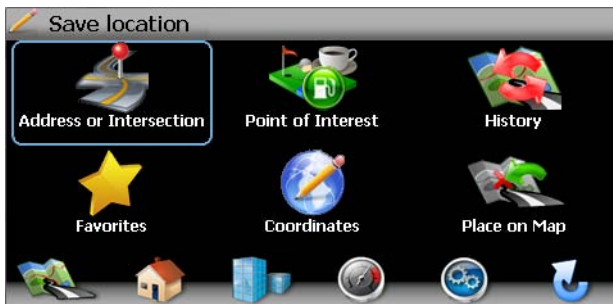 Save location
Address or Intersection
Point of Interest
History
Favorites
Coordinates
Place on Map